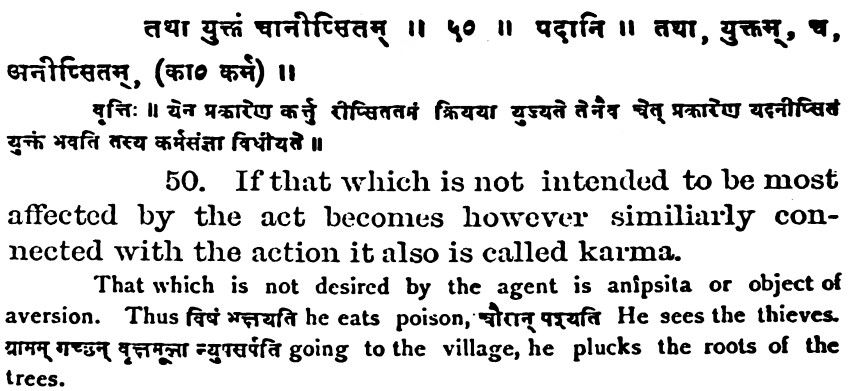 तथा युक्तं चानीप्सितम् ॥ ५० ॥ पदानि ॥ तथा, युक्तम्, च,
अनीप्सितम्, (का० कर्म) ॥
वृत्तिः ॥ येन प्रकारेण कर्त्तु रीप्सिततमं क्रियया युज्यते तेनैव चेत् प्रकारेण यदनीप्सितं
युक्तं भवति तस्य कर्मसंज्ञा विधीयते ॥
50. If that which is not intended to be most
affected by the act becomes however similiarly con-
nected with the action it also is called karma.
That which is not desired by the agent is anîpsita or object of
aversion. Thus विषं भक्षयति he eats poison, चौरान् पश्यति He sees the thieves.
ग्रामम् गच्छन् वृक्षमूला न्युपसर्पति going to the village, he plucks the roots of the
trees.